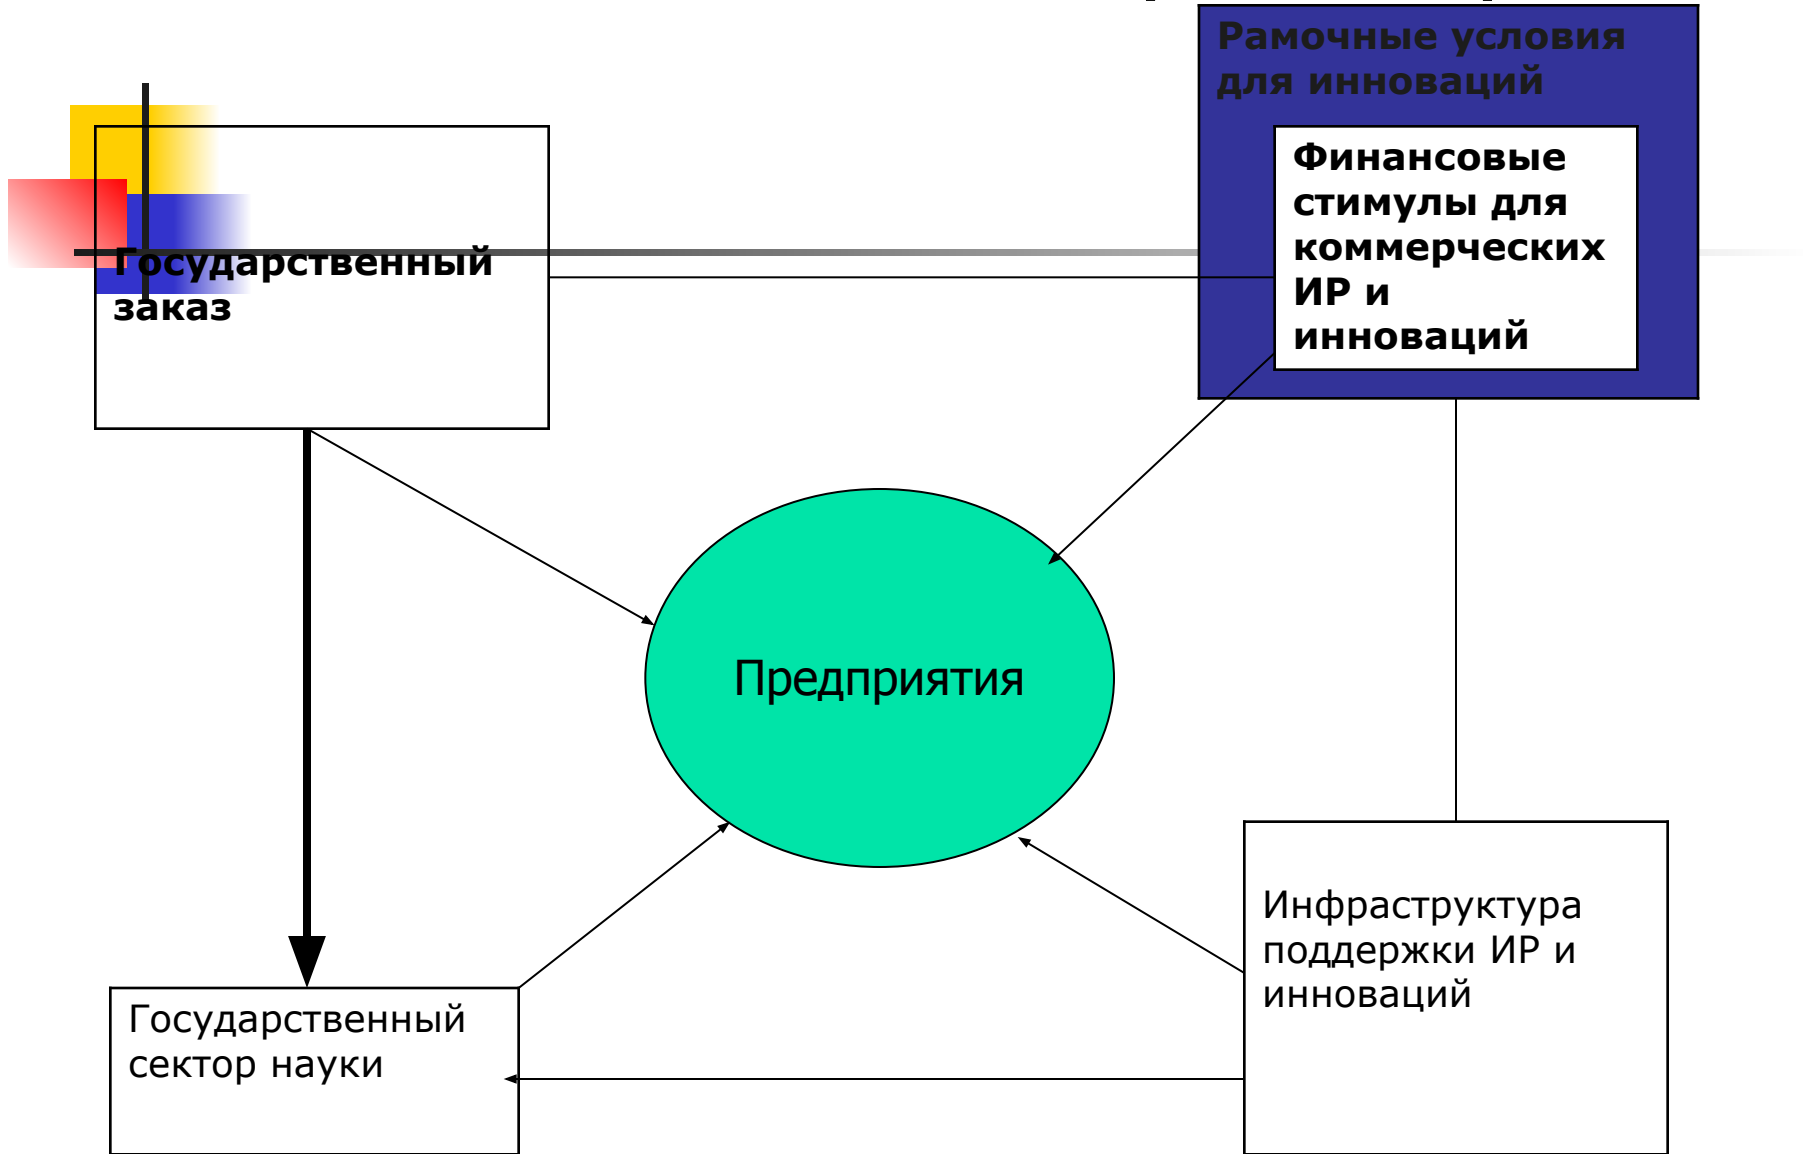 Рамочные условия
для инноваций
Финансовые
стимулы для
коммерческих
ИР и
инноваций
Государственный
заказ
Предприятия
Инфраструктура
поддержки ИР и
инноваций
Государственный
сектор науки